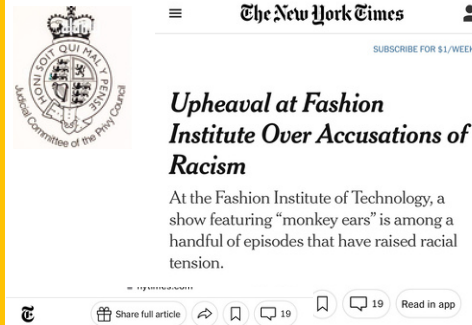 HONI SOIT QUI MAL Y PENSE
Judicial Committee of the Privy Council
The New York Times
SUBSCRIBE FOR $1/WEEK
Upheaval at Fashion
Institute Over Accusations of
Racism
At the Fashion Institute of Technology, a
show featuring “monkey ears” is among a
handful of episodes that have raised racial
tension.
nytimes.com
T
Share full article
19
19
Read in app